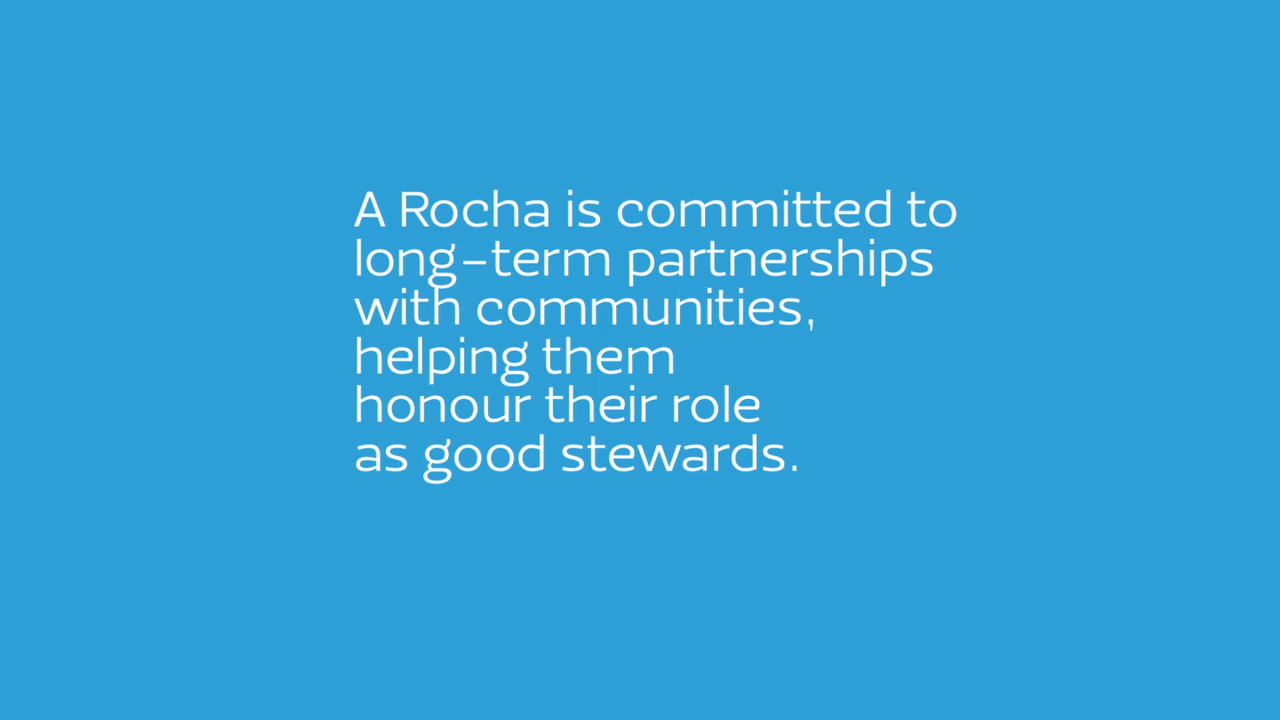 A Rocha is committed to
long-term partnerships
with communities,
helping them
honour their role
as good stewards.